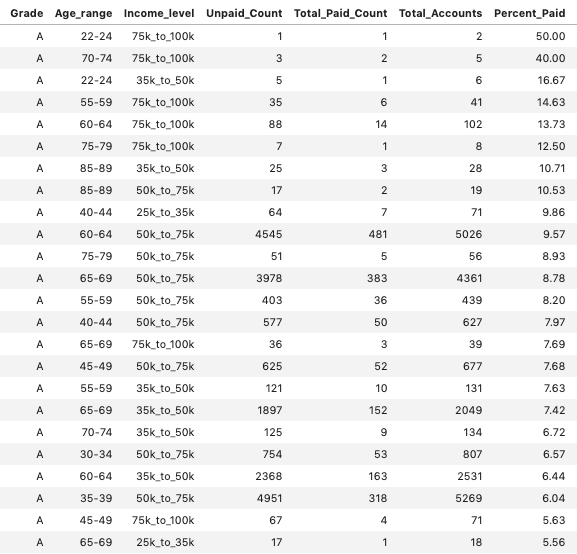 Grade Age_range Income_level Unpaid_Count Total_Paid_Count Total_Accounts Percent_Paid
A 22-24 75k_to_100k 1 1 2 50.00
A 70-74 75k_to_100k 3 2 5 40.00
A 22-24 35k_to_50k 5 1 6 16.67
A 55-59 75k_to_100k 35 6 41 14.63
A 60-64 75k_to_100k 88 14 102 13.73
A 75-79 75k_to_100k 7 1 8 12.50
A 85-89 35k_to_50k 25 3 28 10.71
A 85-89 50k_to_75k 17 2 19 10.53
A 40-44 25k_to_35k 64 7 71 9.86
A 60-64 50k_to_75k 4545 481 5026 9.57
A 75-79 50k_to_75k 51 5 56 8.93
A 65-69 50k_to_75k 3978 383 4361 8.78
A 55-59 50k_to_75k 403 36 439 8.20
A 40-44 50k_to_75k 577 50 627 7.97
A 65-69 75k_to_100k 36 3 39 7.69
A 45-49 50k_to_75k 625 52 677 7.68
A 55-59 35k_to_50k 121 10 131 7.63
A 65-69 35k_to_50k 1897 152 2049 7.42
A 70-74 35k_to_50k 125 9 134 6.72
A 30-34 50k_to_75k 754 53 807 6.57
A 60-64 35k_to_50k 2368 163 2531 6.44
A 35-39 50k_to_75k 4951 318 5269 6.04
A 45-49 75k_to_100k 67 4 71 5.63
A 65-69 25k_to_35k 17 1 18 5.56